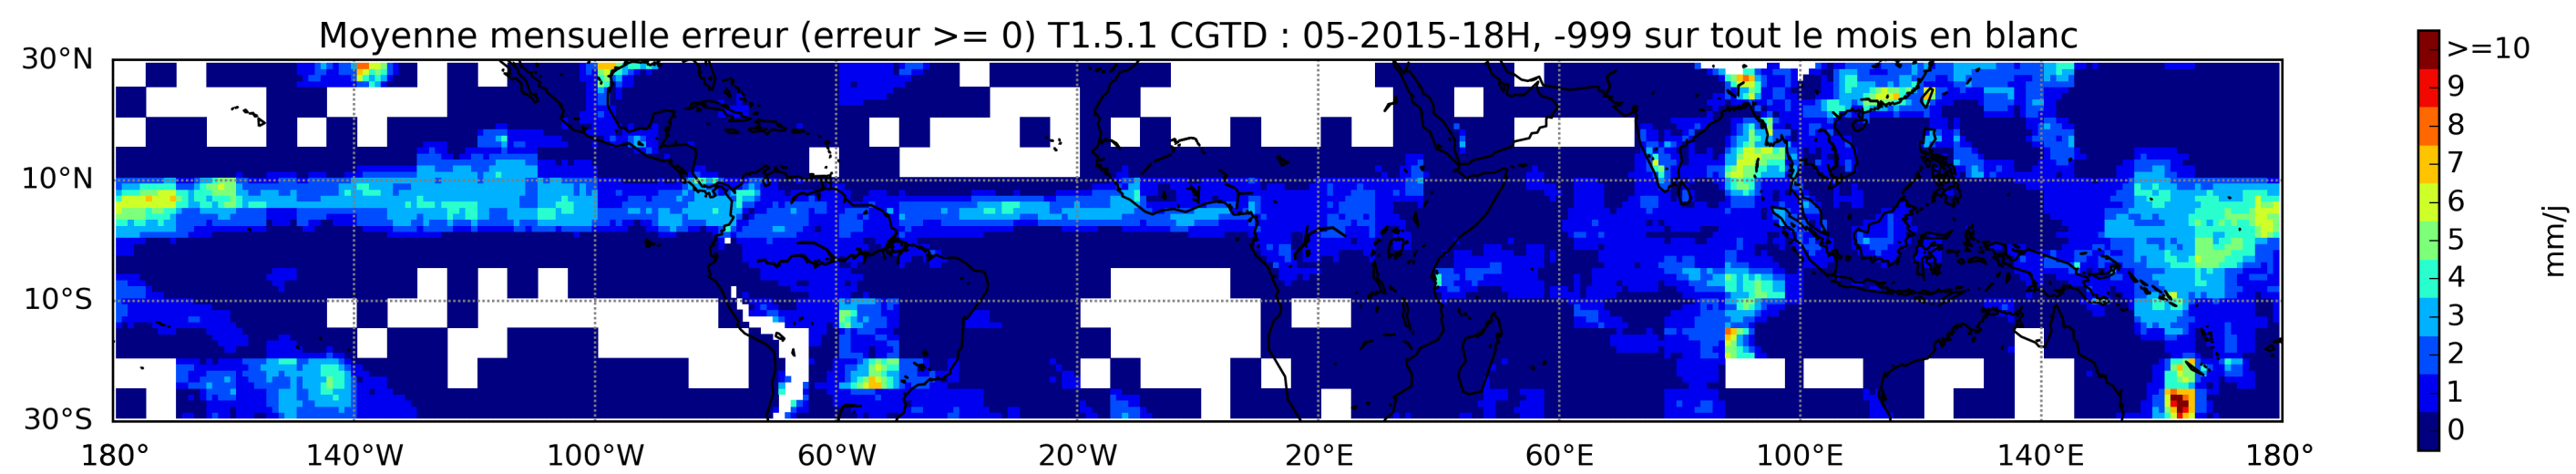 Moyenne mensuelle erreur (erreur >= 0) T1.5.1 CGTD : 05-2015-18H, -999 sur tout le mois en blanc
30°N
10°N
10°S
30°S
180° 140°W 100°W 60°W 20°W 20°E 60°E 100°E 140°E 180°
>=10
9
8
7
6
5
4
3
2
1
0
mm/j